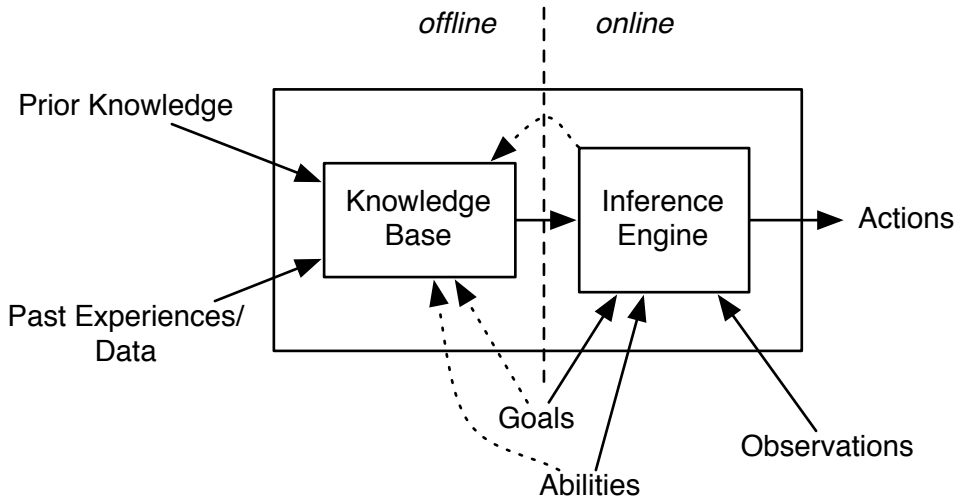 offline
online
Prior Knowledge
Knowledge
Base
Inference
Engine
Actions
Past Experiences/
Data
Goals
Observations
Abilities